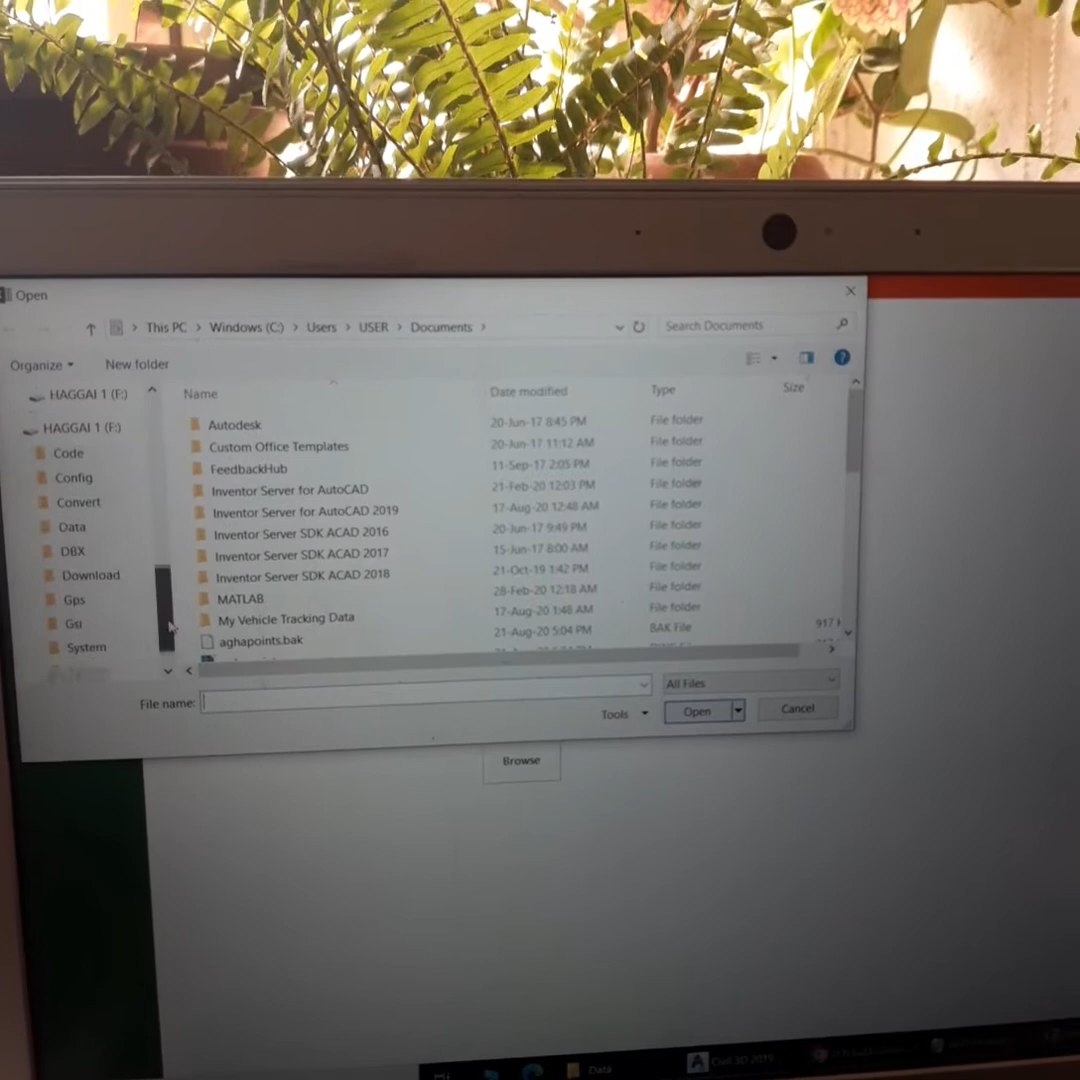 Open
This PC > Windows (C:) > Users > USER > Documents >
Search Documents
Organize
New folder
HAGGAI 1 (F:)
HAGGAI 1 (F:)
Code
Config
Convert
Data
DBX
Download
Gps
Gsi
System
Name Date modified Type Size
Autodesk 20-Jun-17 8:45 PM File folder
Custom Office Templates 20-Jun-17 11:12 AM File folder
FeedbackHub 11-Sep-17 2:05 PM File folder
Inventor Server for AutoCAD 21-Feb-20 12:03 PM File folder
Inventor Server for AutoCAD 2019 17-Aug-20 12:48 AM File folder
Inventor Server SDK ACAD 2016 20-Jun-17 9:49 PM File folder
Inventor Server SDK ACAD 2017 15-Jun-17 8:00 AM File folder
Inventor Server SDK ACAD 2018 21-Oct-19 1:42 PM File folder
MATLAB 28-Feb-20 12:18 AM File folder
My Vehicle Tracking Data 17-Aug-20 1:48 AM File folder
aghapoints.bak 21-Aug-20 5:04 PM BAK File 917
File name:
All Files
Tools
Open
Cancel
Browse
Data
Civil 3D 2019